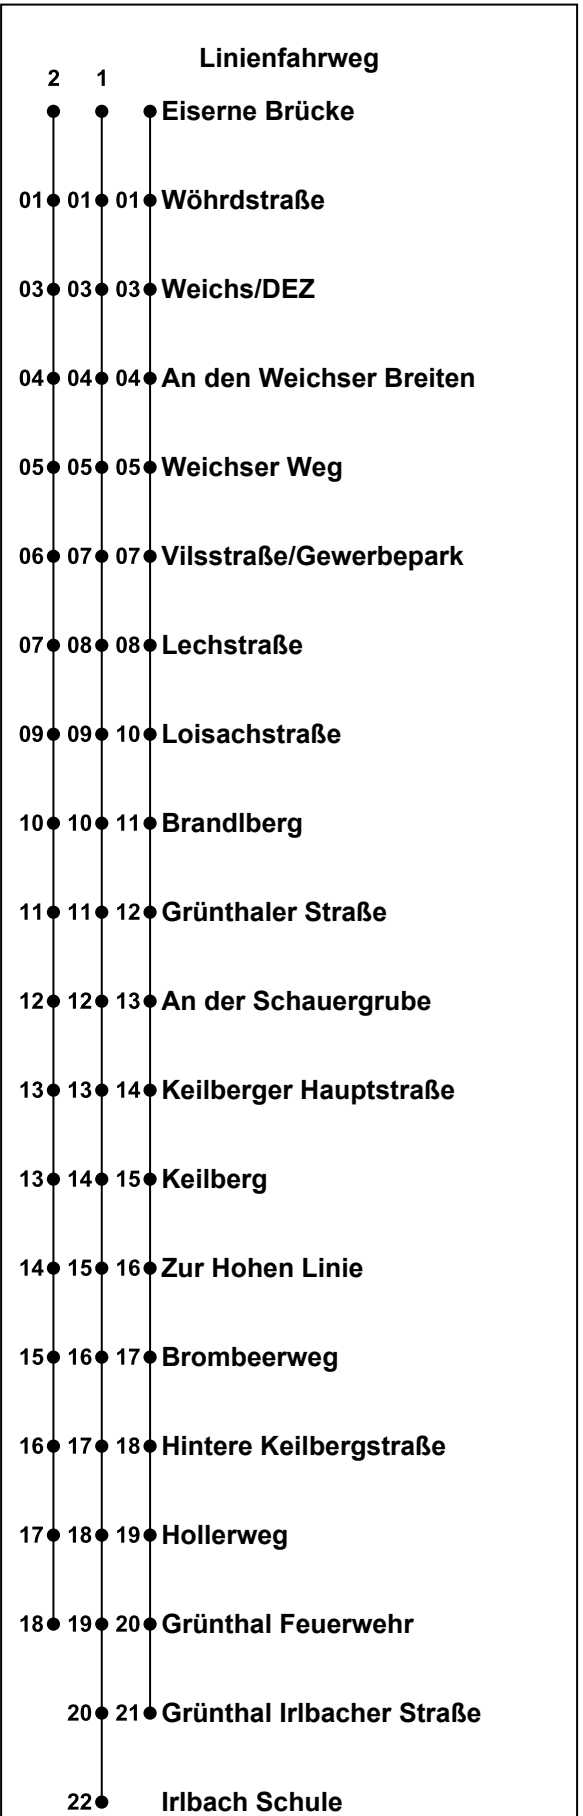 Linienfahrweg
2 1
Eiserne Brücke
01 01 01 Wöhrdstraße
03 03 03 Weichs/DEZ
04 04 04 An den Weichser Breiten
05 05 05 Weichser Weg
06 07 07 Vilsstraße/Gewerbepark
07 08 08 Lechstraße
09 09 10 Loisachstraße
10 10 11 Brandlberg
11 11 12 Grünthaler Straße
12 12 13 An der Schauergrube
13 13 14 Keilberger Hauptstraße
13 14 15 Keilberg
14 15 16 Zur Hohen Linie
15 16 17 Brombeerweg
16 17 18 Hintere Keilbergstraße
17 18 19 Hollerweg
18 19 20 Grünthal Feuerwehr
20 21 Grünthal Irlbacher Straße
22 Irlbach Schule